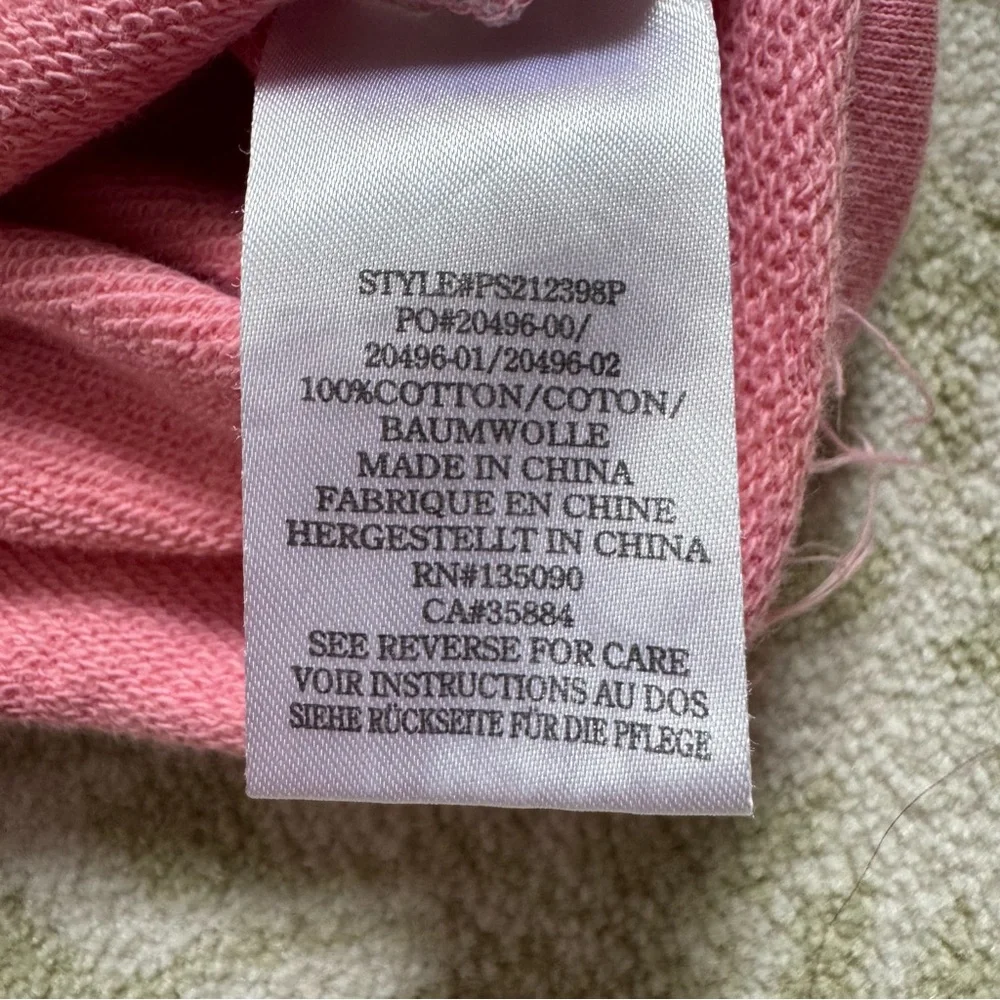 STYLE#PS212398P
PO#20496-00/
20496-01/20496-02
100%COTTON/COTON/
BAUMWOLLE
MADE IN CHINA
FABRIQUE EN CHINE
HERGESTELLT IN CHINA
RN#135090
CA#35884
SEE REVERSE FOR CARE
VOIR INSTRUCTIONS AU DOS
SIEHE RÜCKSEITE FÜR DIE PFLEGE